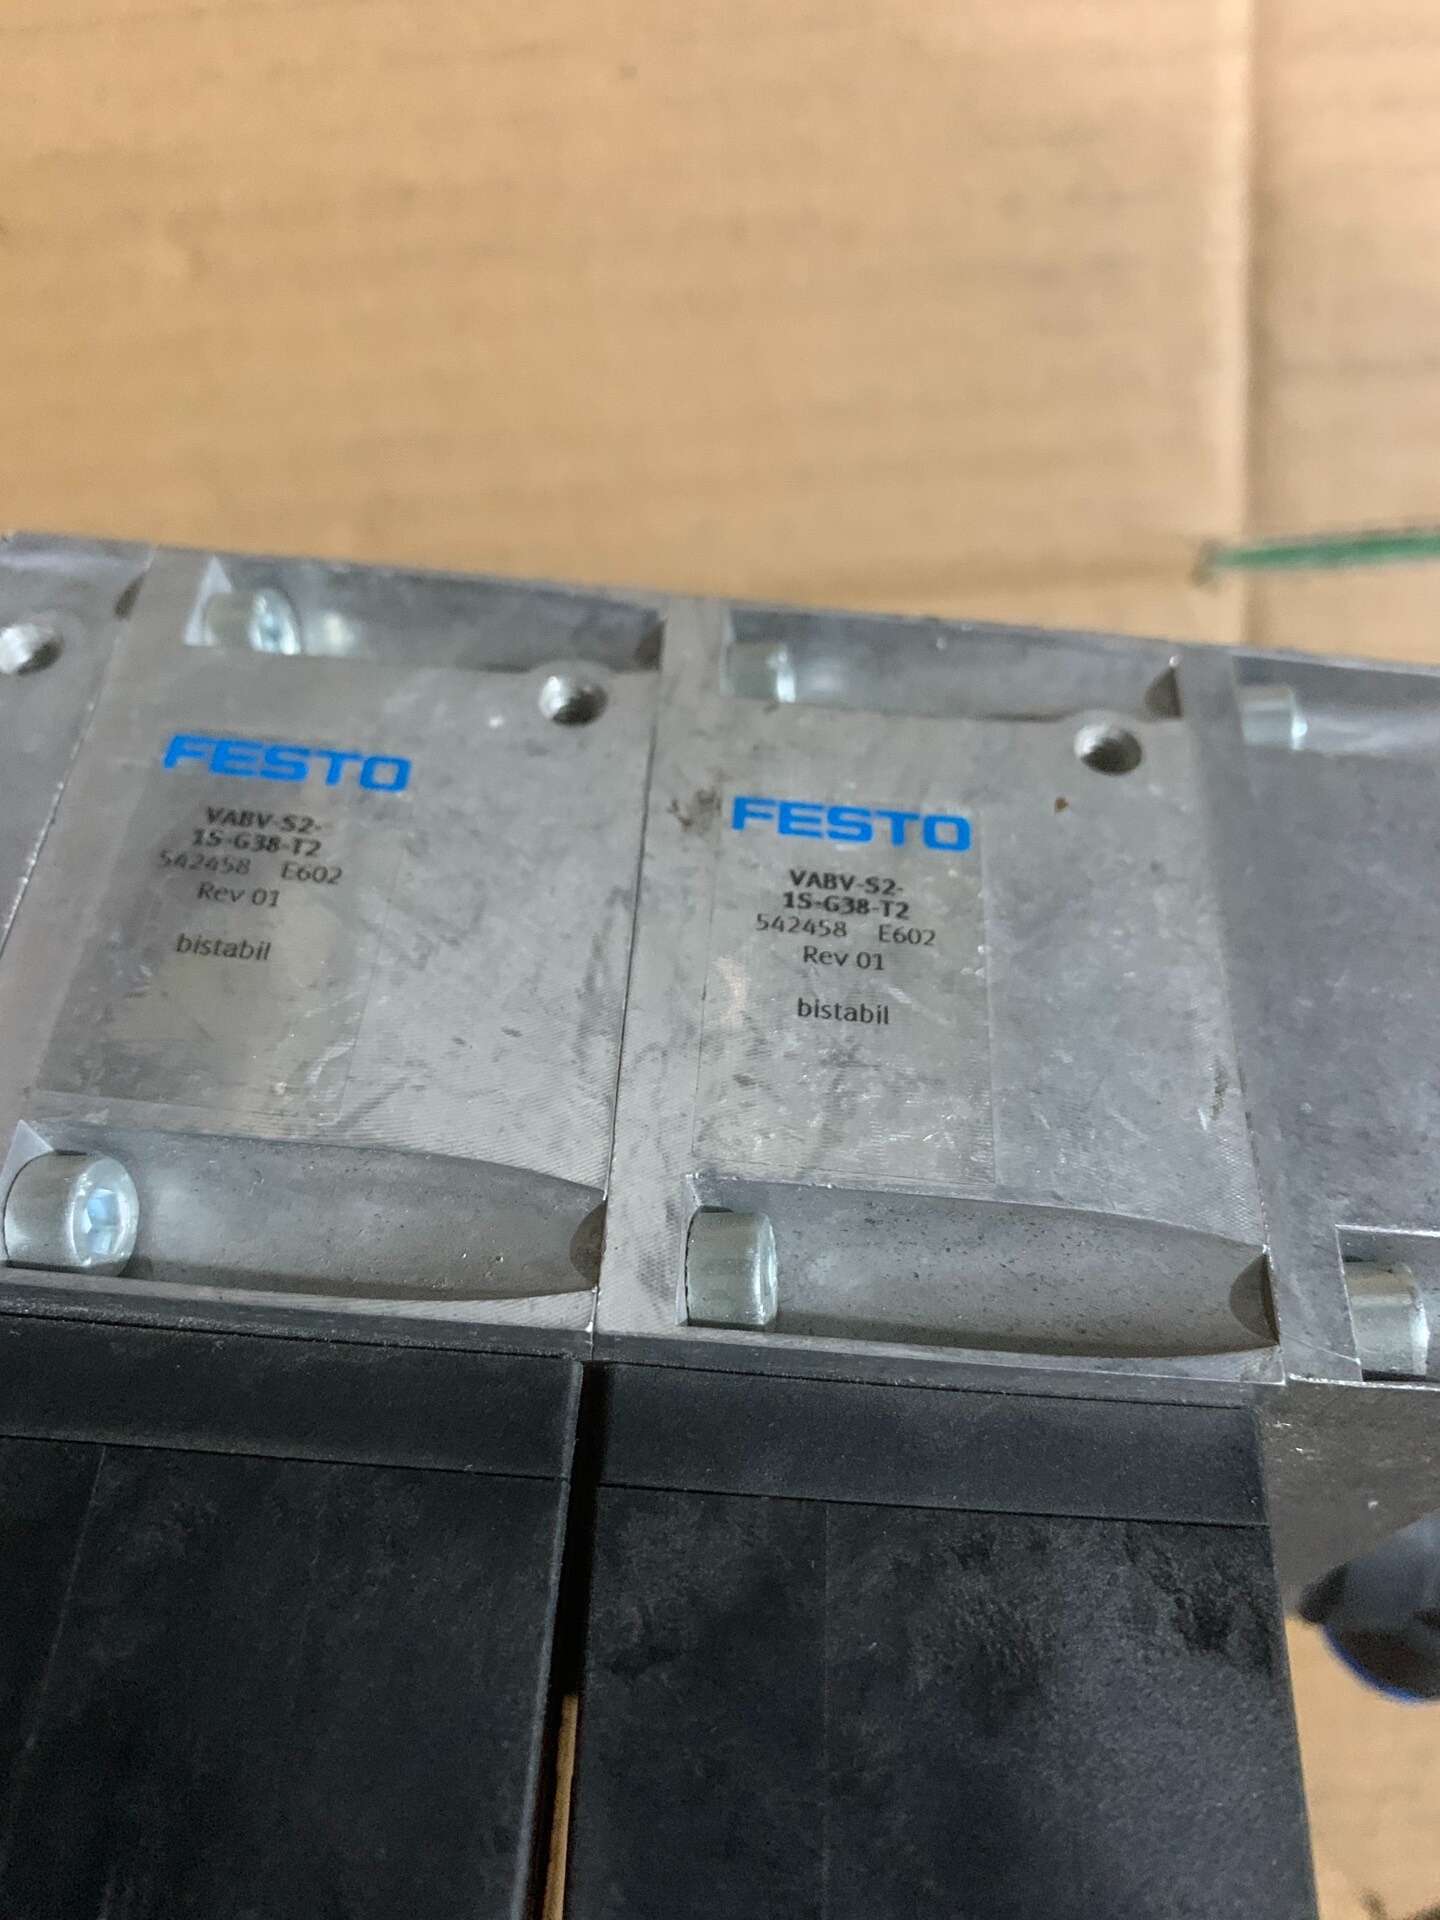 FESTO
VABV-S2-
1S-G38-T2
542458 E602
Rev 01
bistabil
FESTO
VABV-S2-
1S-G38-T2
542458 E602
Rev 01
bistabil